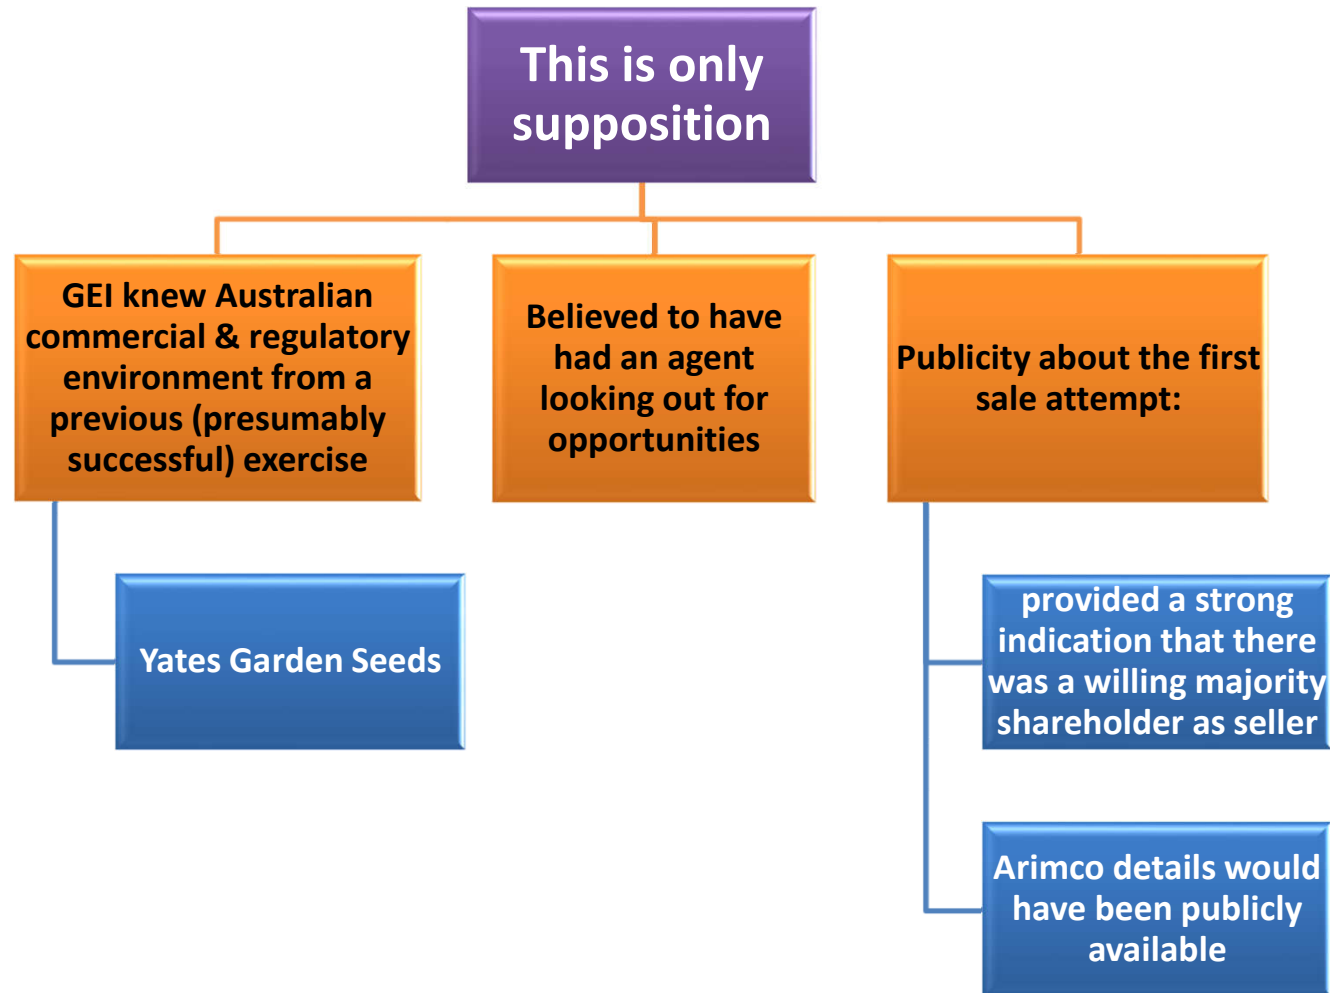 This is only
supposition
GEI knew Australian
commercial & regulatory
environment from a
previous (presumably
successful) exercise
Believed to have
had an agent
looking out for
opportunities
Publicity about the first
sale attempt:
Yates Garden Seeds
provided a strong
indication that there
was a willing majority
shareholder as seller
Arimco details would
have been publicly
available